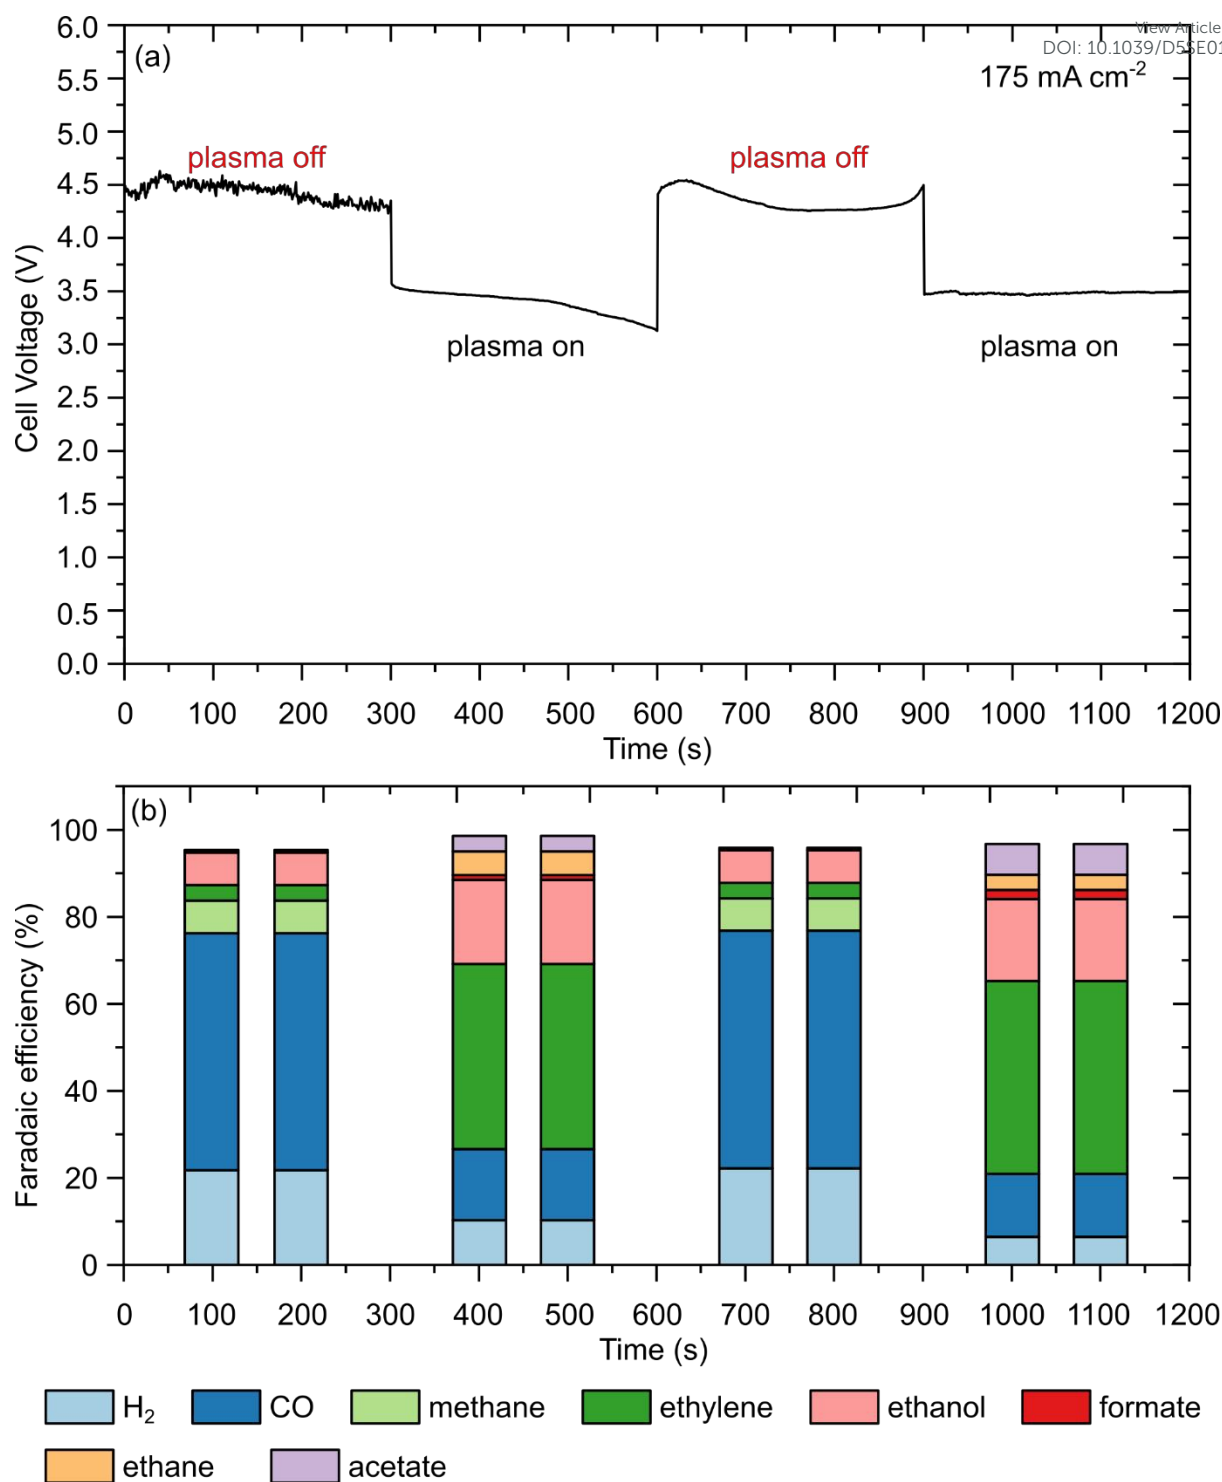 View Article
DOI: 10.1039/D5SE01
(a)
175 mA cm-2
6.0
5.5
5.0
4.5
4.0
3.5
3.0
2.5
2.0
1.5
1.0
0.5
0.0
Cell Voltage (V)
plasma off
plasma off
plasma on
plasma on
0 100 200 300 400 500 600 700 800 900 1000 1100 1200
Time (s)
(b)
100
80
60
40
20
0
Faradaic efficiency (%)
0 100 200 300 400 500 600 700 800 900 1000 1100 1200
Time (s)
H2 CO methane ethylene ethanol formate
ethane acetate